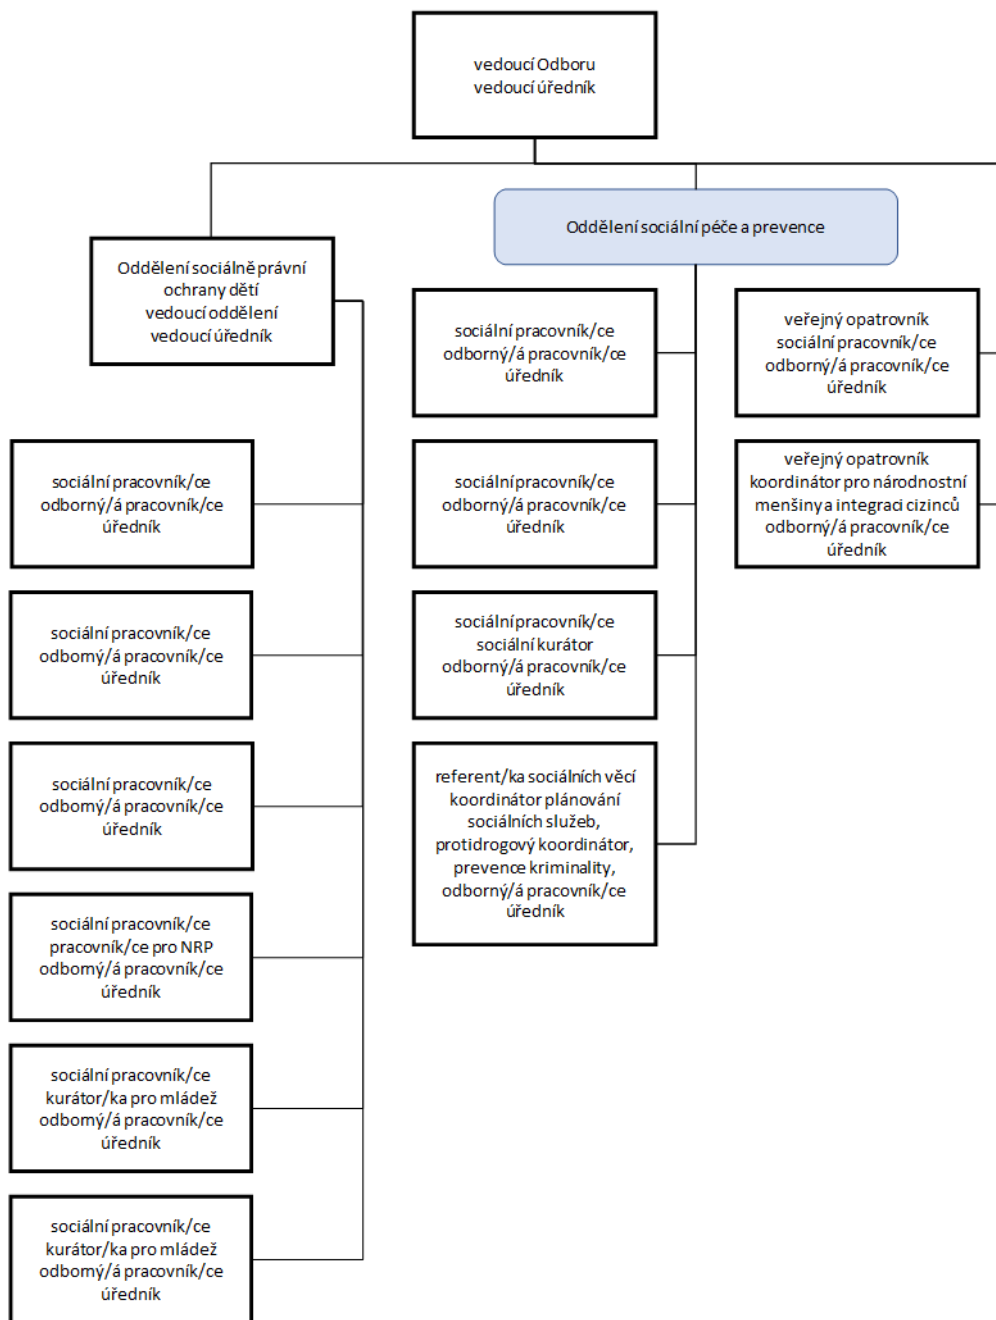 vedoucí Odboru
vedoucí úředník
Oddělení sociální péče a prevence
Oddělení sociálně právní
ochrany dětí
vedoucí oddělení
vedoucí úředník
sociální pracovník/ce
odborný/á pracovník/ce
úředník
sociální pracovník/ce
odborný/á pracovník/ce
úředník
sociální pracovník/ce
odborný/á pracovník/ce
úředník
sociální pracovník/ce
pracovník/ce pro NRP
odborný/á pracovník/ce
úředník
sociální pracovník/ce
kurátor/ka pro mládež
odborný/á pracovník/ce
úředník
sociální pracovník/ce
kurátor/ka pro mládež
odborný/á pracovník/ce
úředník
sociální pracovník/ce
odborný/á pracovník/ce
úředník
sociální pracovník/ce
odborný/á pracovník/ce
úředník
sociální pracovník/ce
sociální kurátor
odborný/á pracovník/ce
úředník
referent/ka sociálních věcí
koordinátor plánování
sociálních služeb,
protidrogový koordinátor,
prevence kriminality,
odborný/á pracovník/ce
úředník
veřejný opatrovník
sociální pracovník/ce
odborný/á pracovník/ce
úředník
veřejný opatrovník
koordinátor pro národnostní
menšiny a integraci cizinců
odborný/á pracovník/ce
úředník